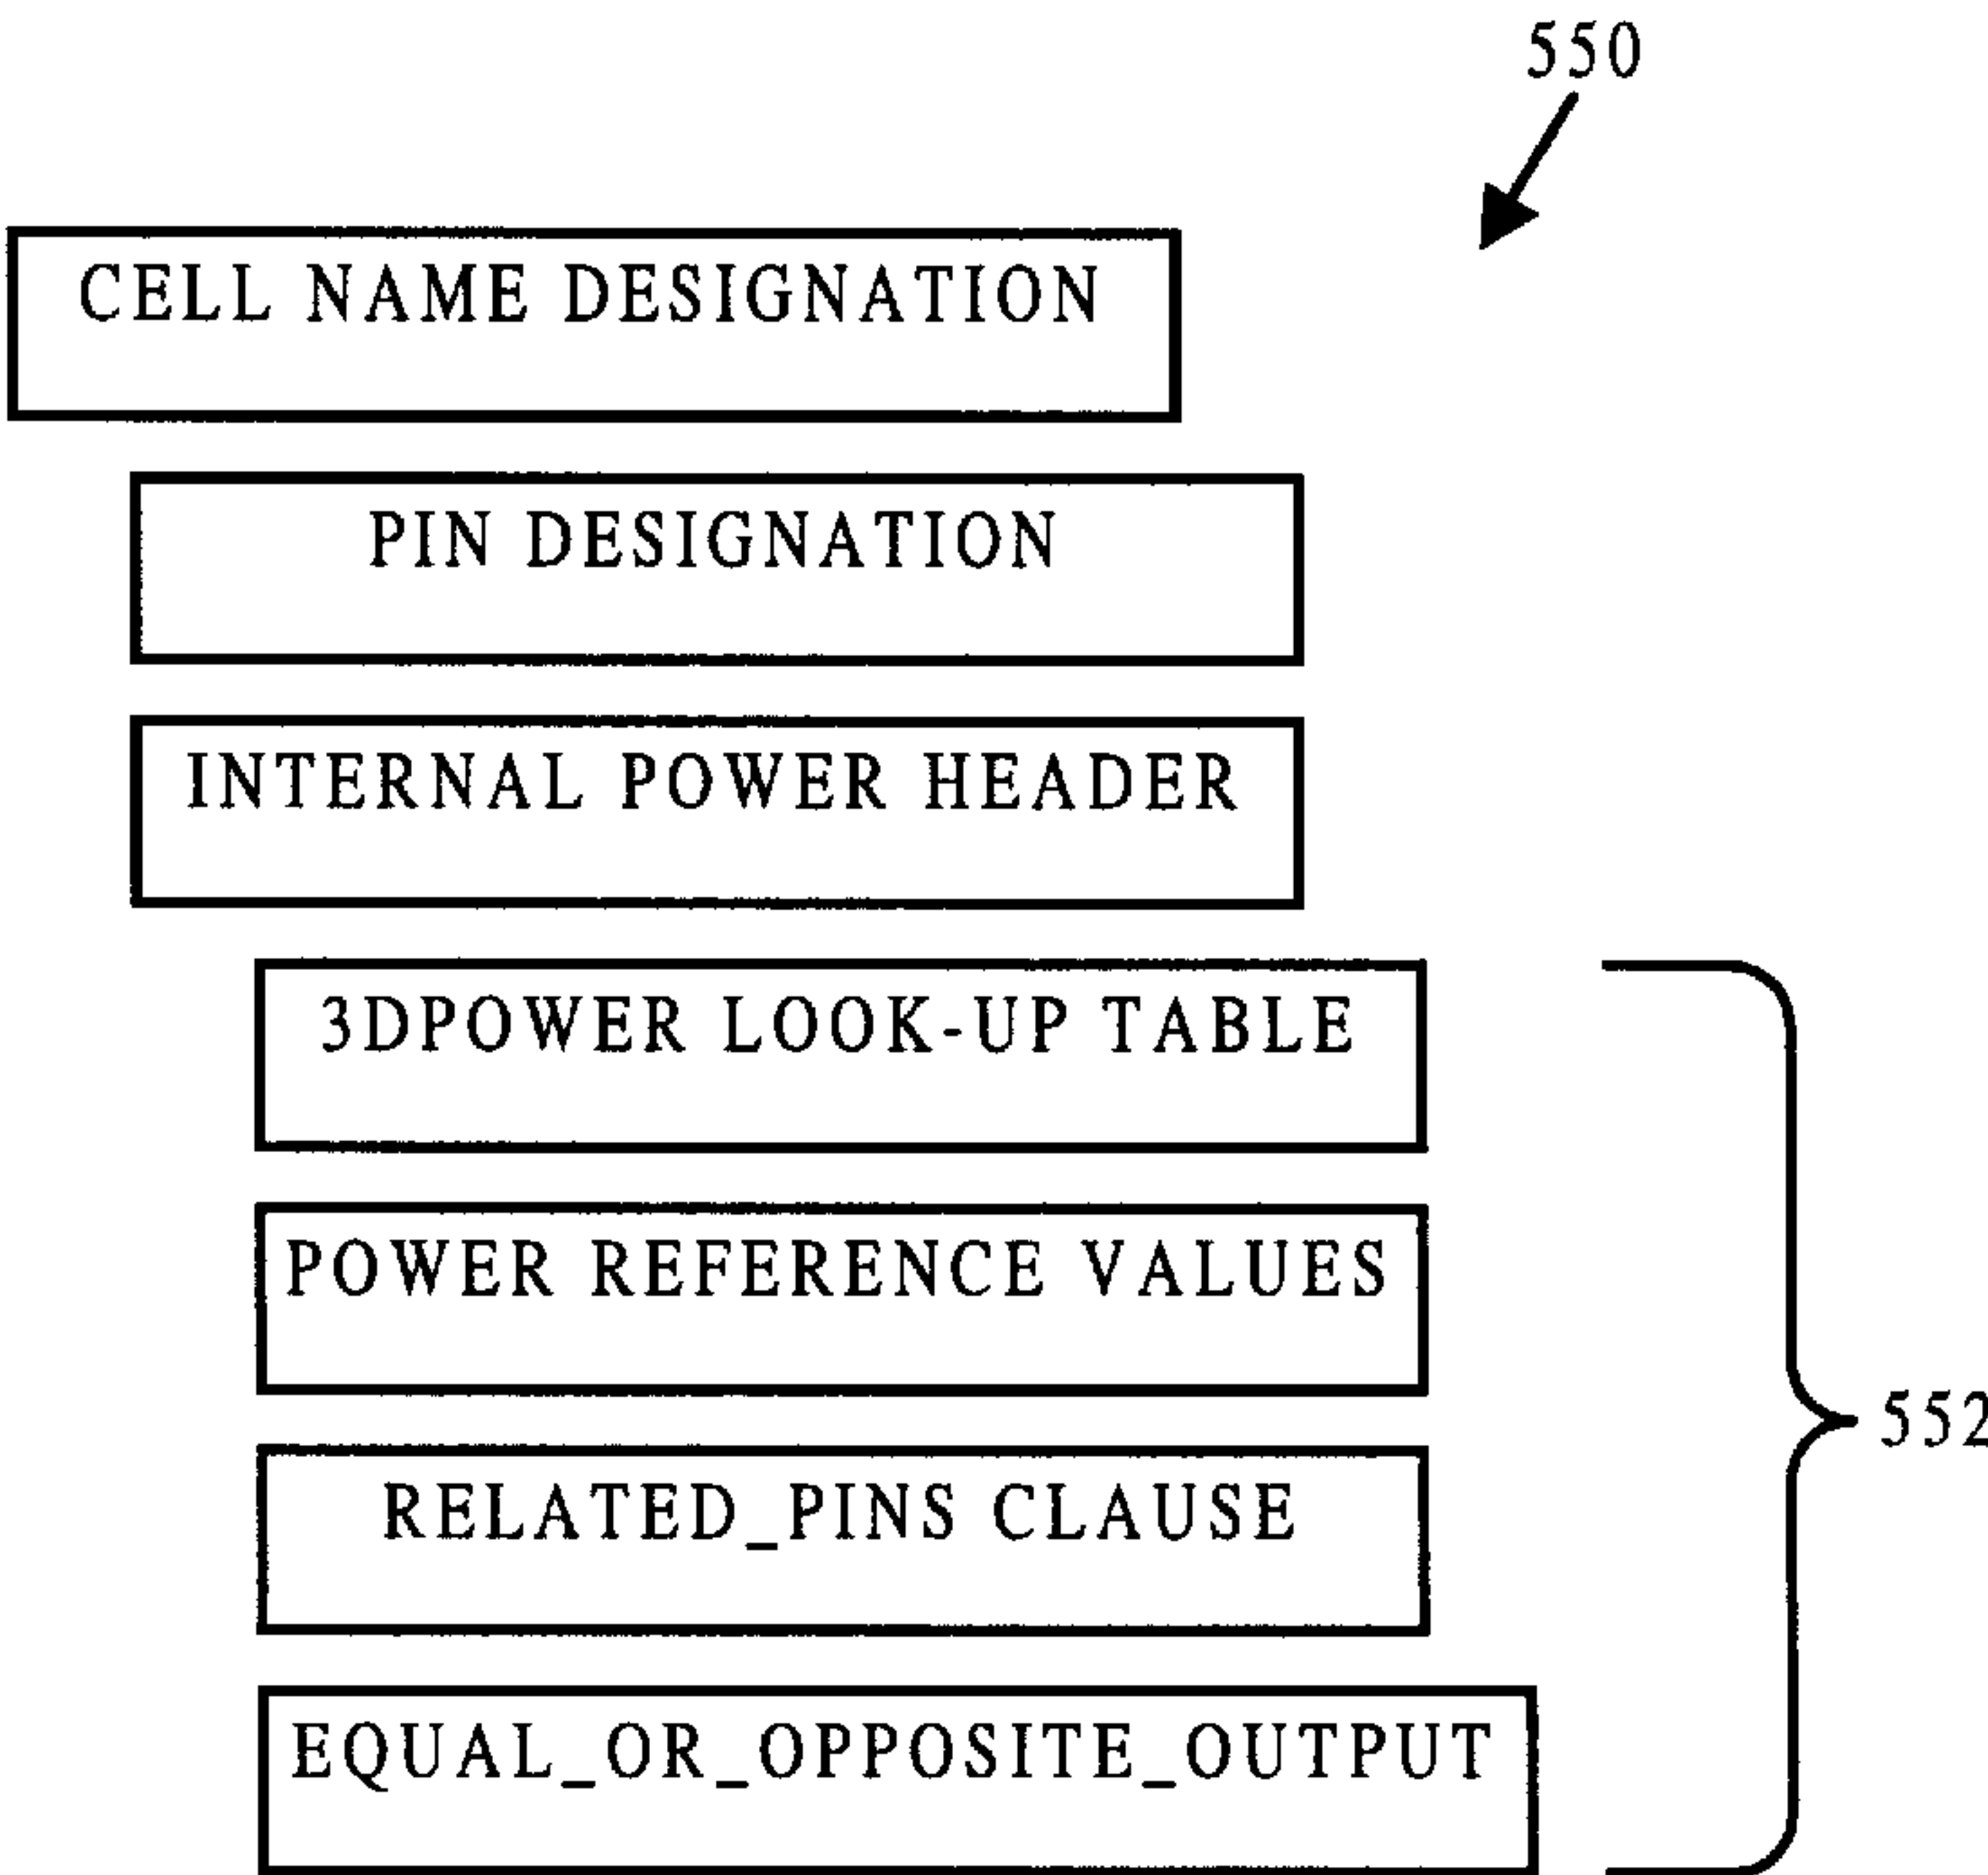 550
CELL NAME DESIGNATION
PIN DESIGNATION
INTERNAL POWER HEADER
3DPOWER LOOK-UP TABLE
POWER REFERENCE VALUES
552
RELATED_PINS CLAUSE
EQUAL_OR_OPPOSITE_OUTPUT